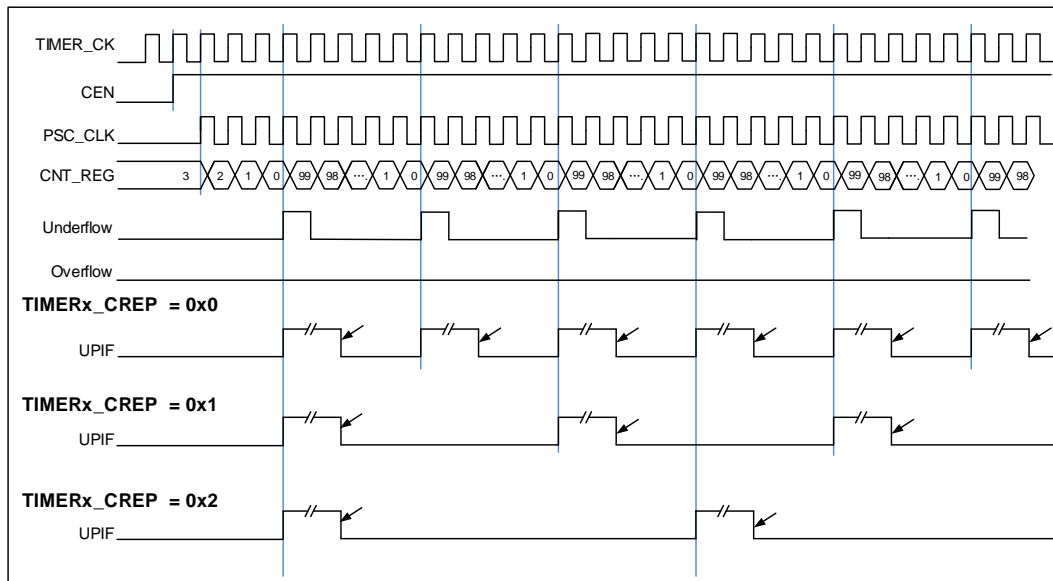 TIMER_CK
CEN
PSC_CLK
CNT_REG 3 2 1 0 99 98 .... 1 0 99 98 .... 1 0 99 98 .... 1 0 99 98 .... 1 0 99 98 .... 1 0 99 98
Underflow
Overflow
TIMERx_CREP = 0x0
UPIF
TIMERx_CREP = 0x1
UPIF
TIMERx_CREP = 0x2
UPIF